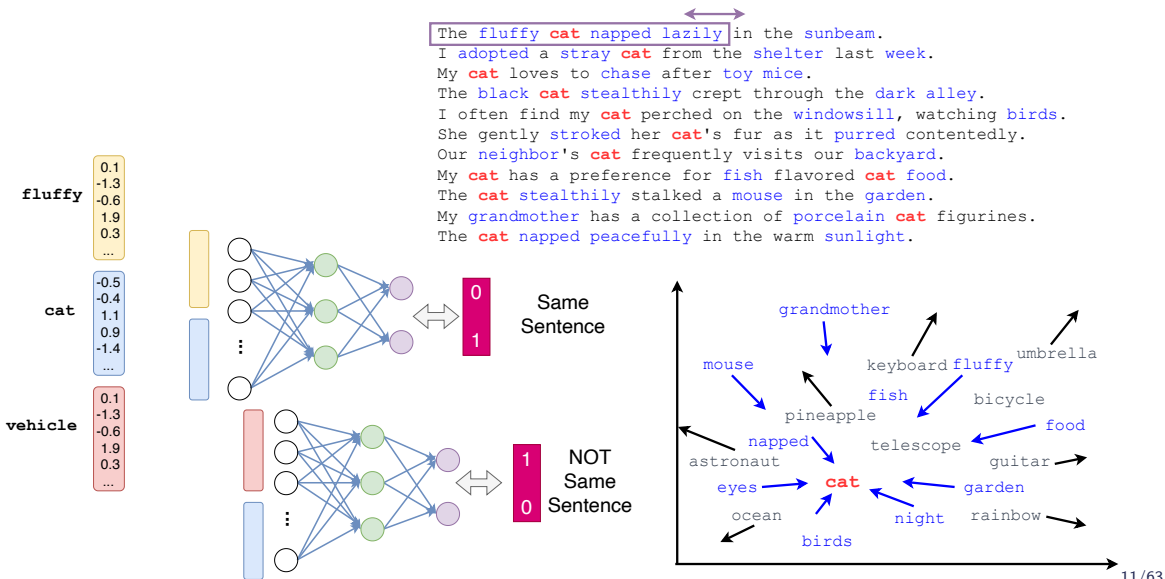 The fluffy cat napped lazily in the sunbeam.
I adopted a stray cat from the shelter last week.
My cat loves to chase after toy mice.
The black cat stealthily crept through the dark alley.
I often find my cat perched on the windowsill, watching birds.
She gently stroked her cat's fur as it purred contentedly.
Our neighbor's cat frequently visits our backyard.
My cat has a preference for fish flavored cat food.
The cat stealthily stalked a mouse in the garden.
My grandmother has a collection of porcelain cat figurines.
The cat napped peacefully in the warm sunlight.
fluffy
0.1
-1.3
-0.6
1.9
0.3
...
cat
-0.5
-0.4
1.1
0.9
-1.4
...
vehicle
0.1
-1.3
-0.6
1.9
0.3
...
...
0
1
Same
Sentence
...
1
0
NOT
Same
Sentence
grandmother
mouse
keyboard
umbrella
fluffy
fish
bicycle
pineapple
food
napped
telescope
astronaut
guitar
eyes
cat
garden
ocean
night
rainbow
birds
11/63